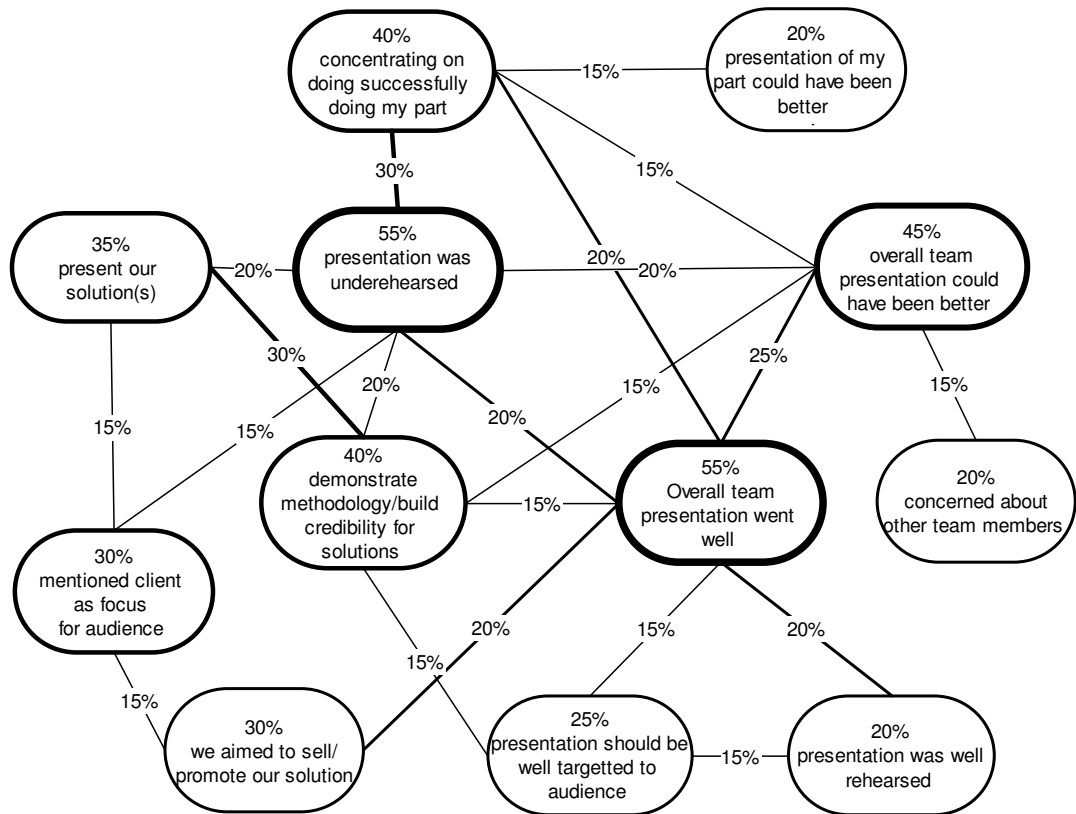 40%
concentrating on
doing successfully
doing my part
20%
presentation of my
part could have been
better
.
15%
30%
15%
35%
present our
solution(s)
20%
55%
presentation was
underehearsed
20%
20%
45%
overall team
presentation could
have been better
30%
20%
15%
25%
15%
15%
15%
20%
40%
demonstrate
methodology/build
credibility for
solutions
15%
55%
Overall team
presentation went
well
20%
concerned about
other team members
30%
mentioned client
as focus
for audience
15%
20%
15%
20%
15%
30%
we aimed to sell/
promote our solution
25%
presentation should be
well targetted to
audience
15%
20%
presentation was well
rehearsed